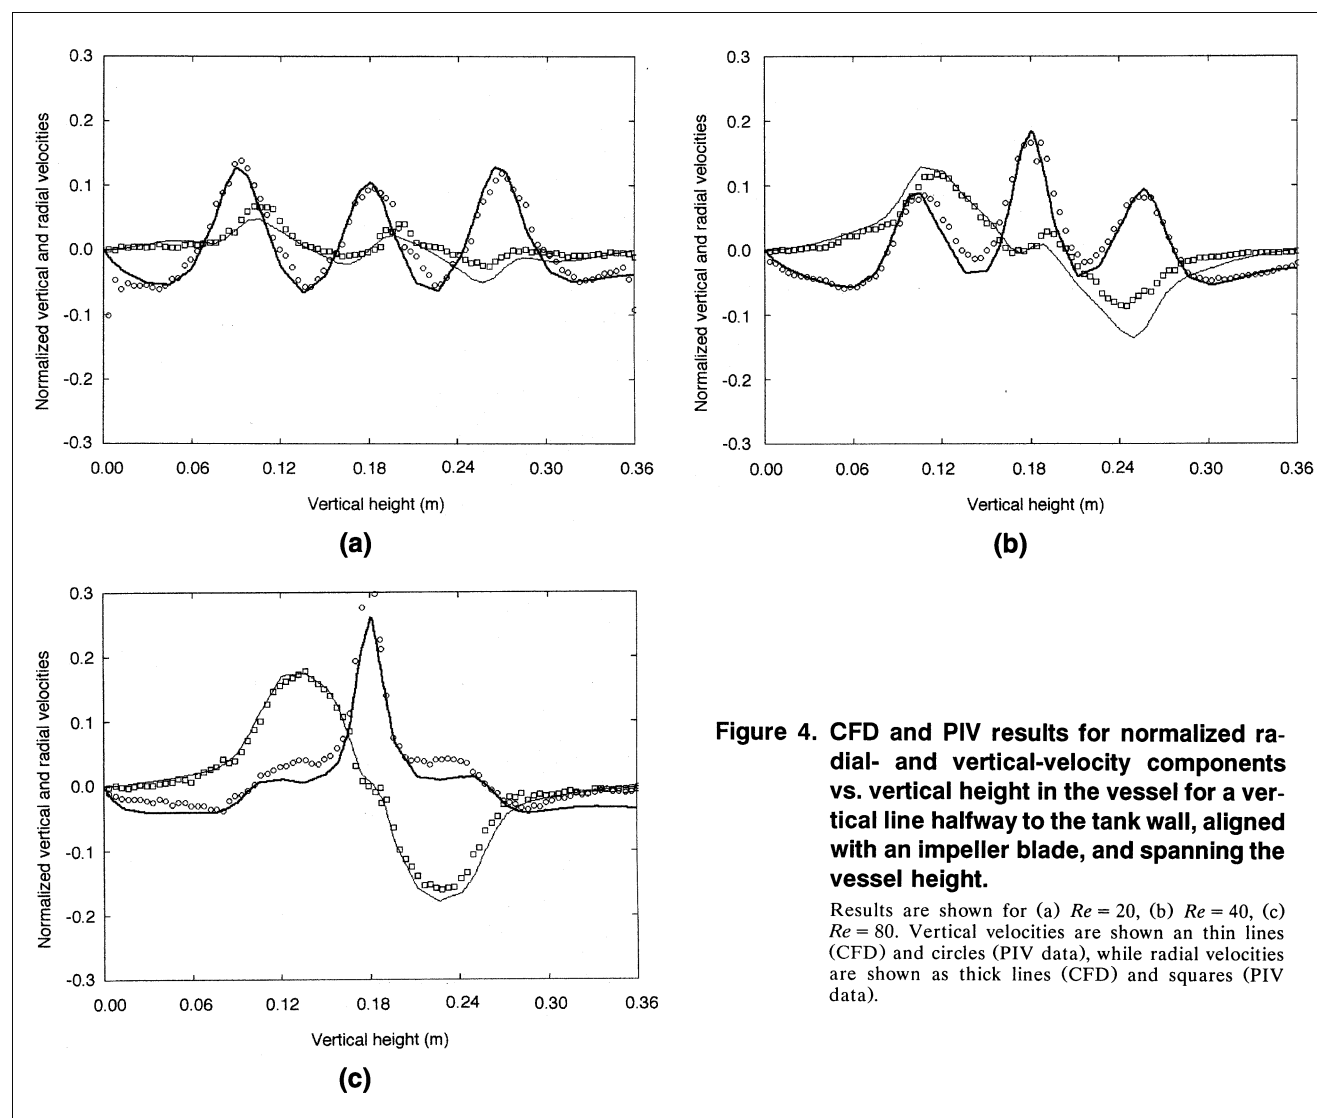 0.3
0.2
0.1
0.0
-0.1
-0.2
-0.3
Normalized vertical and radial velocities
0.00 0.06 0.12 0.18 0.24 0.30 0.36
Vertical height (m)
(a)
0.3
0.2
0.1
0.0
-0.1
-0.2
-0.3
Normalized vertical and radial velocities
0.00 0.06 0.12 0.18 0.24 0.30 0.36
Vertical height (m)
(b)
0.3
0.2
0.1
0.0
-0.1
-0.2
-0.3
Normalized vertical and radial velocities
0.00 0.06 0.12 0.18 0.24 0.30 0.36
Vertical height (m)
(c)
Figure 4. CFD and PIV results for normalized ra-
dial- and vertical-velocity components
vs. vertical height in the vessel for a ver-
tical line halfway to the tank wall, aligned
with an impeller blade, and spanning the
vessel height.
Results are shown for (a) Re = 20, (b) Re = 40, (c)
Re = 80. Vertical velocities are shown an thin lines
(CFD) and circles (PIV data), while radial velocities
are shown as thick lines (CFD) and squares (PIV
data).